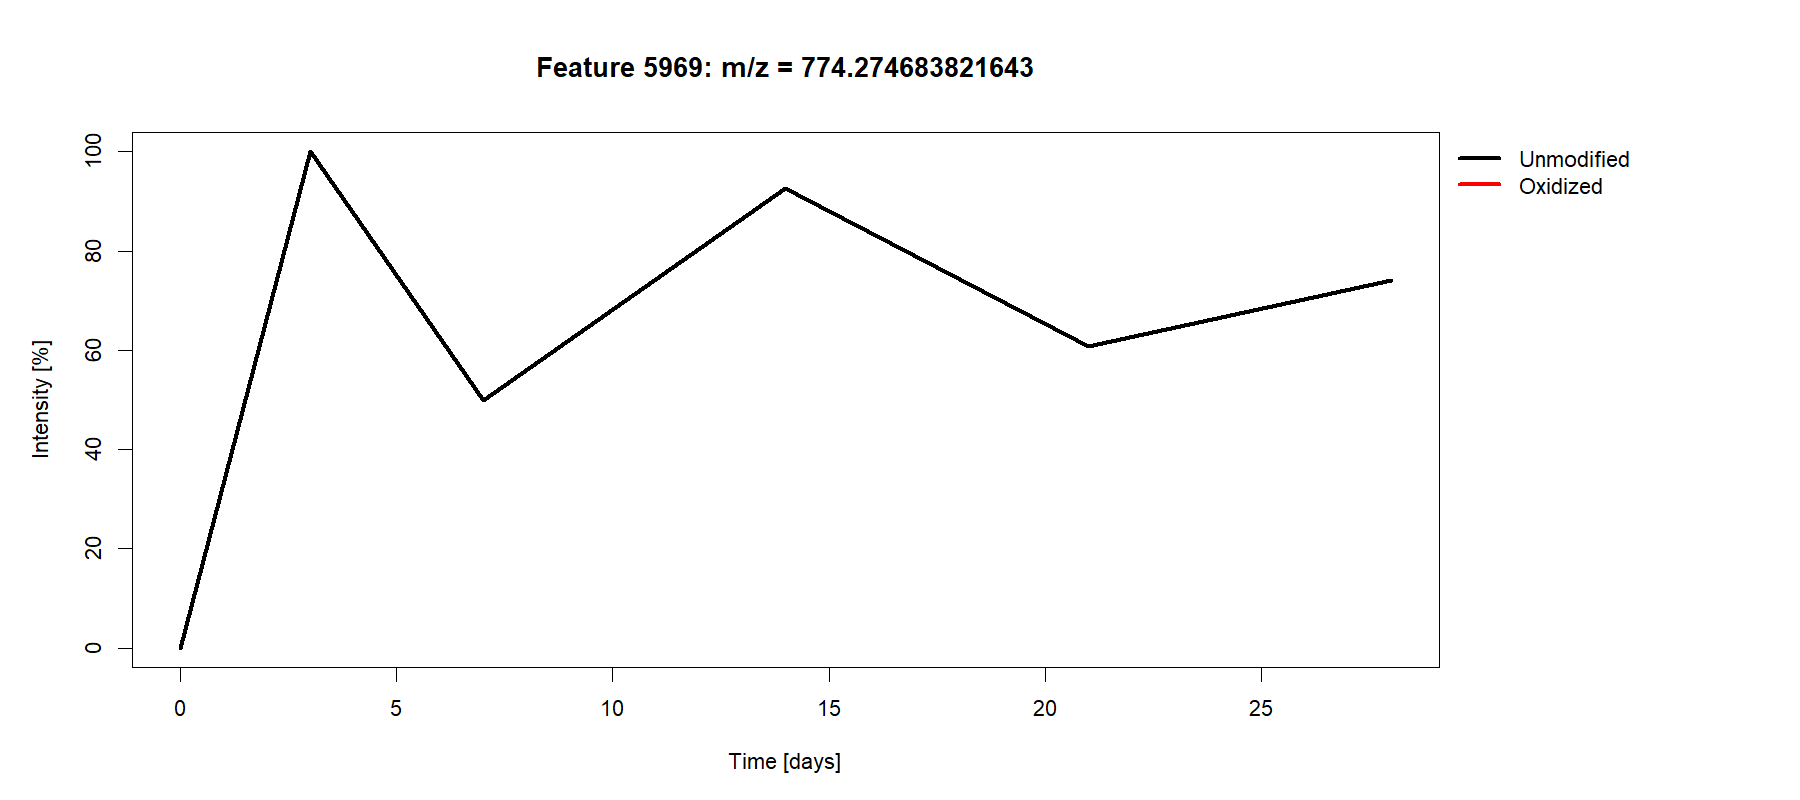 Feature 5969: m/z = 774.274683821643
Unmodified
Oxidized
Intensity [%]
100
80
60
40
20
0
0 5 10 15 20 25
Time [days]